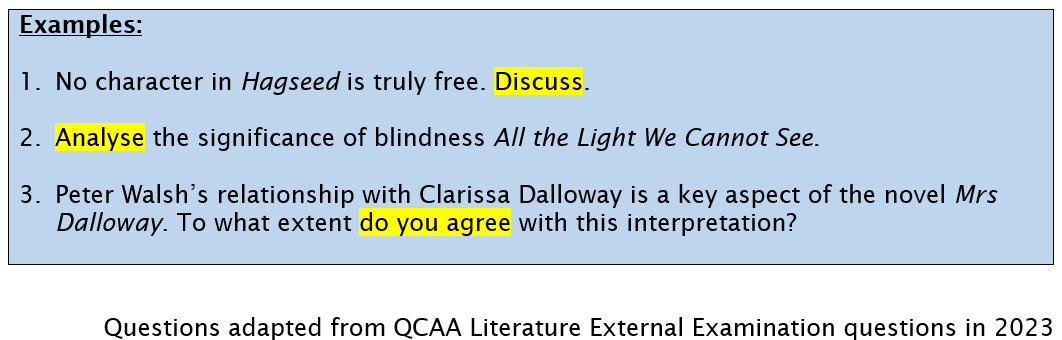 Examples:
1. No character in Hagseed is truly free. Discuss.
2. Analyse the significance of blindness All the Light We Cannot See.
3. Peter Walsh’s relationship with Clarissa Dalloway is a key aspect of the novel Mrs
Dalloway. To what extent do you agree with this interpretation?
Questions adapted from QCAA Literature External Examination questions in 2023